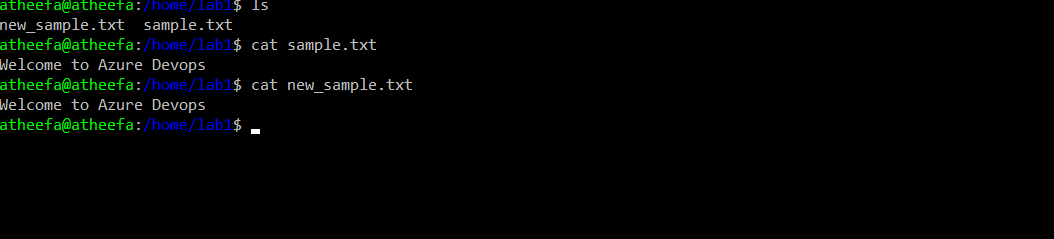 atheefa@atheefa:/home/lab1$ ls
new_sample.txt  sample.txt
atheefa@atheefa:/home/lab1$ cat sample.txt
Welcome to Azure Devops
atheefa@atheefa:/home/lab1$ cat new_sample.txt
Welcome to Azure Devops
atheefa@atheefa:/home/lab1$